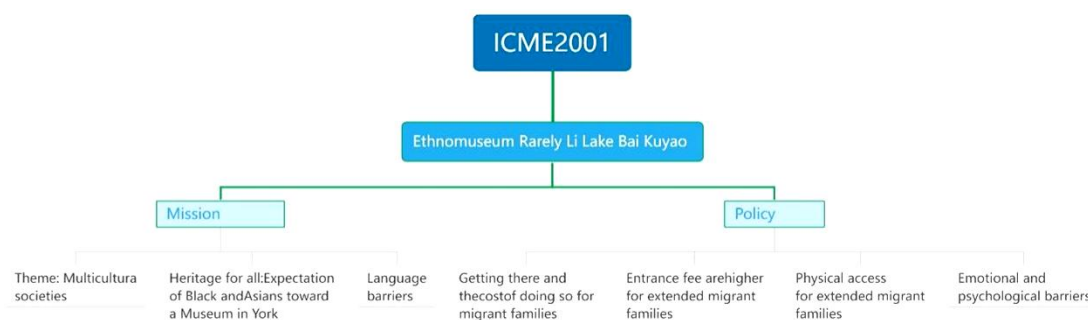 ICME2001
Ethnomuseum Rarely Li Lake Bai Kuyao
Mission
Policy
Theme: Multicultura
societies
Heritage for all:Expectation
of Black andAsians toward
a Museum in York
Language
barriers
Getting there and
thecostof doing so for
migrant families
Entrance fee arehigher
for extended migrant
families
Physical access
for extended migrant
families
Emotional and
psychological barriers